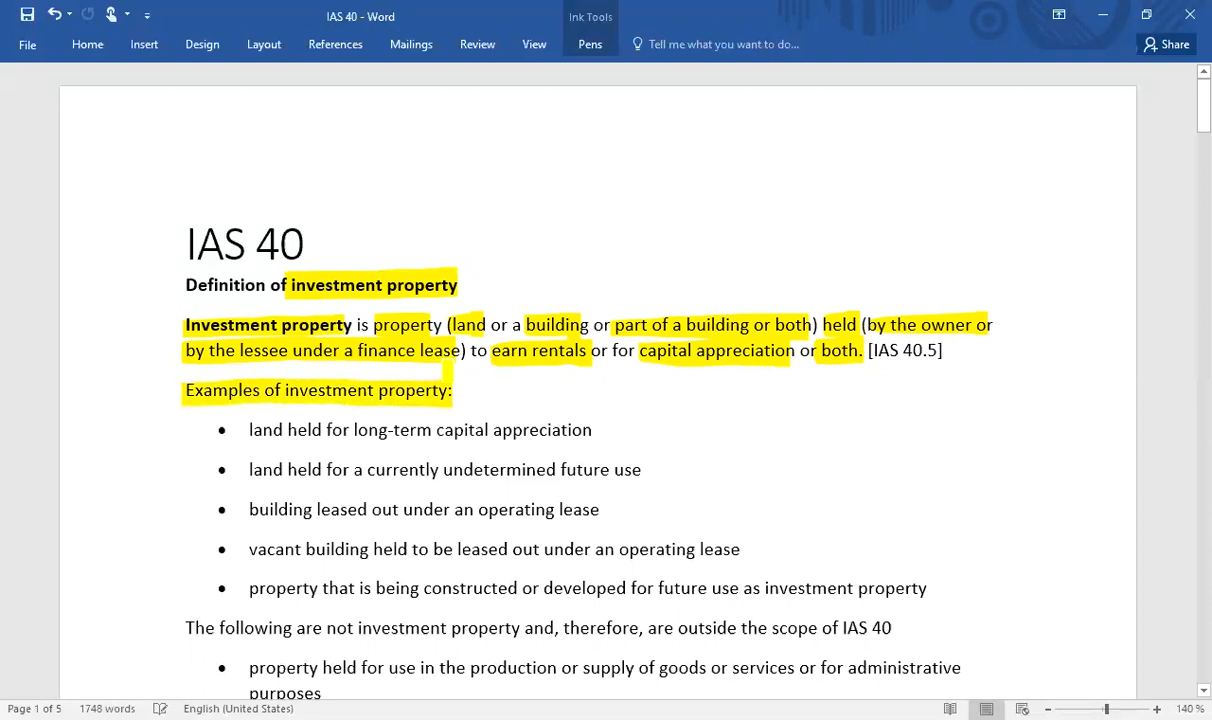 IAS 40 - Word
Ink Tools
File Home Insert Design Layout References Mailings Review View Pens Tell me what you want to do... Share
IAS 40
Definition of investment property
Investment property is property (land or a building or part of a building or both) held (by the owner or
by the lessee under a finance lease) to earn rentals or for capital appreciation or both. [IAS 40.5]
Examples of investment property:
• land held for long-term capital appreciation
• land held for a currently undetermined future use
• building leased out under an operating lease
• vacant building held to be leased out under an operating lease
• property that is being constructed or developed for future use as investment property
The following are not investment property and, therefore, are outside the scope of IAS 40
• property held for use in the production or supply of goods or services or for administrative
purposes
Page 1 of 5 1748 words English (United States) 140 %